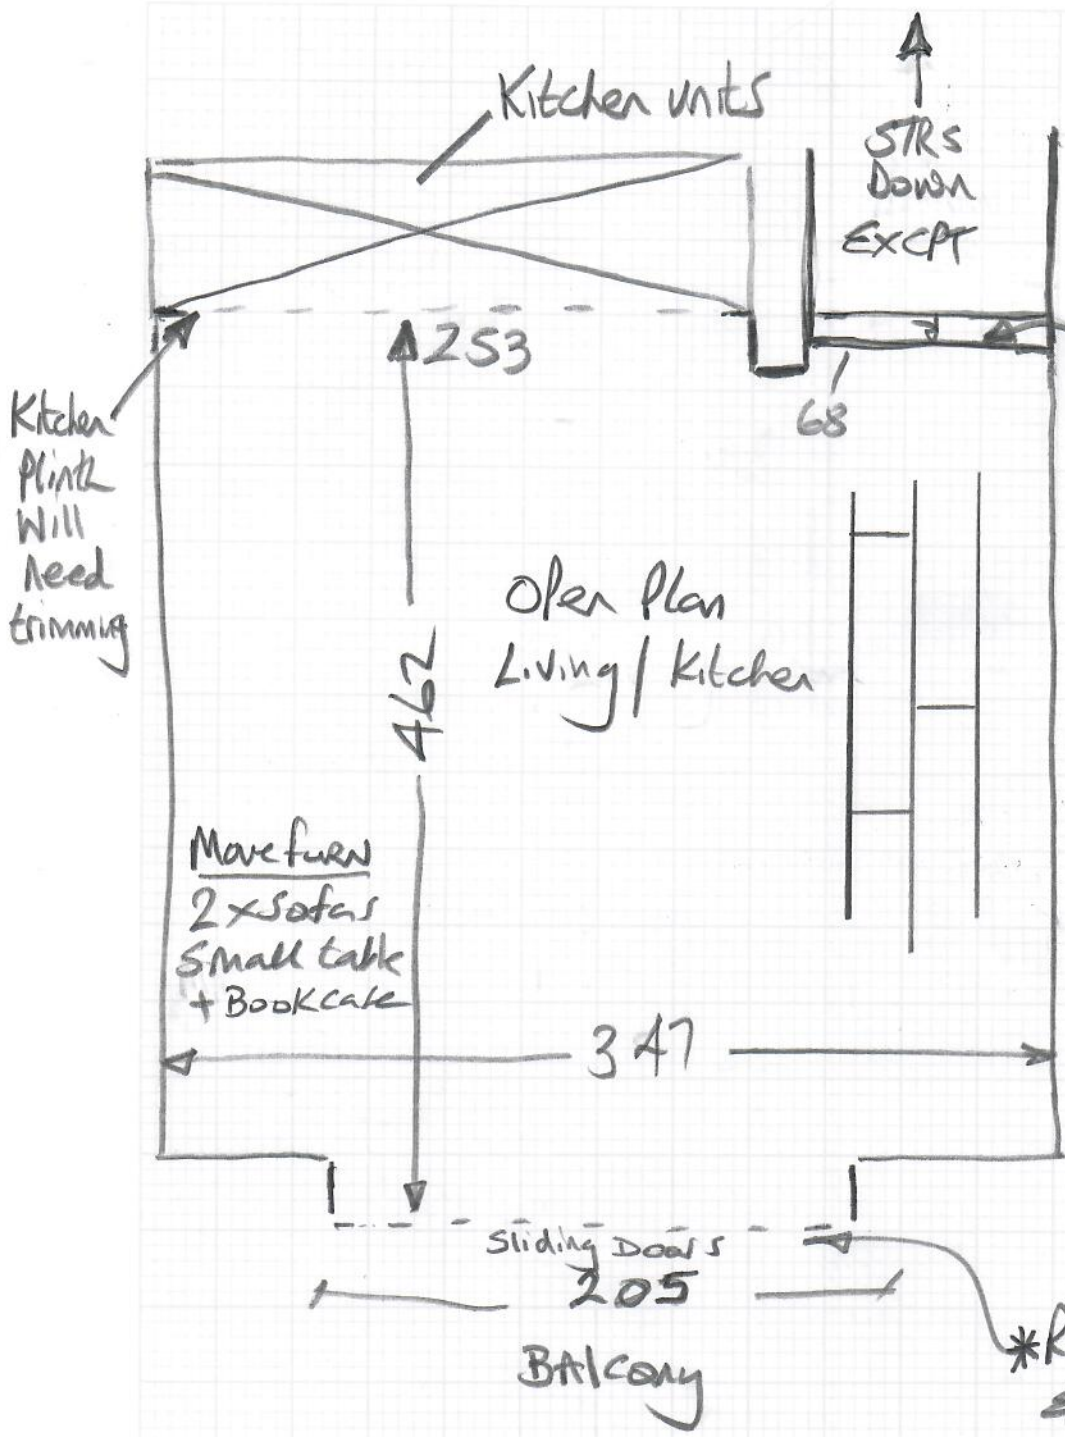 Kitchen units
STRs
Down
EXCPT
253
68
Kitchen
Plinth
Will
need
trimming
Open Plan
Living / Kitchen
462
Move furn
2 x Sofas
Small table
+ Bookcase
347
Sliding Doors
205
Balcony
*R